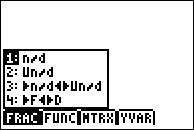 1: n/d
2: Un/d
3: ►n/d◄►Un/d
4: ►F◄►D
FRAC FUNC MTRX YVAR